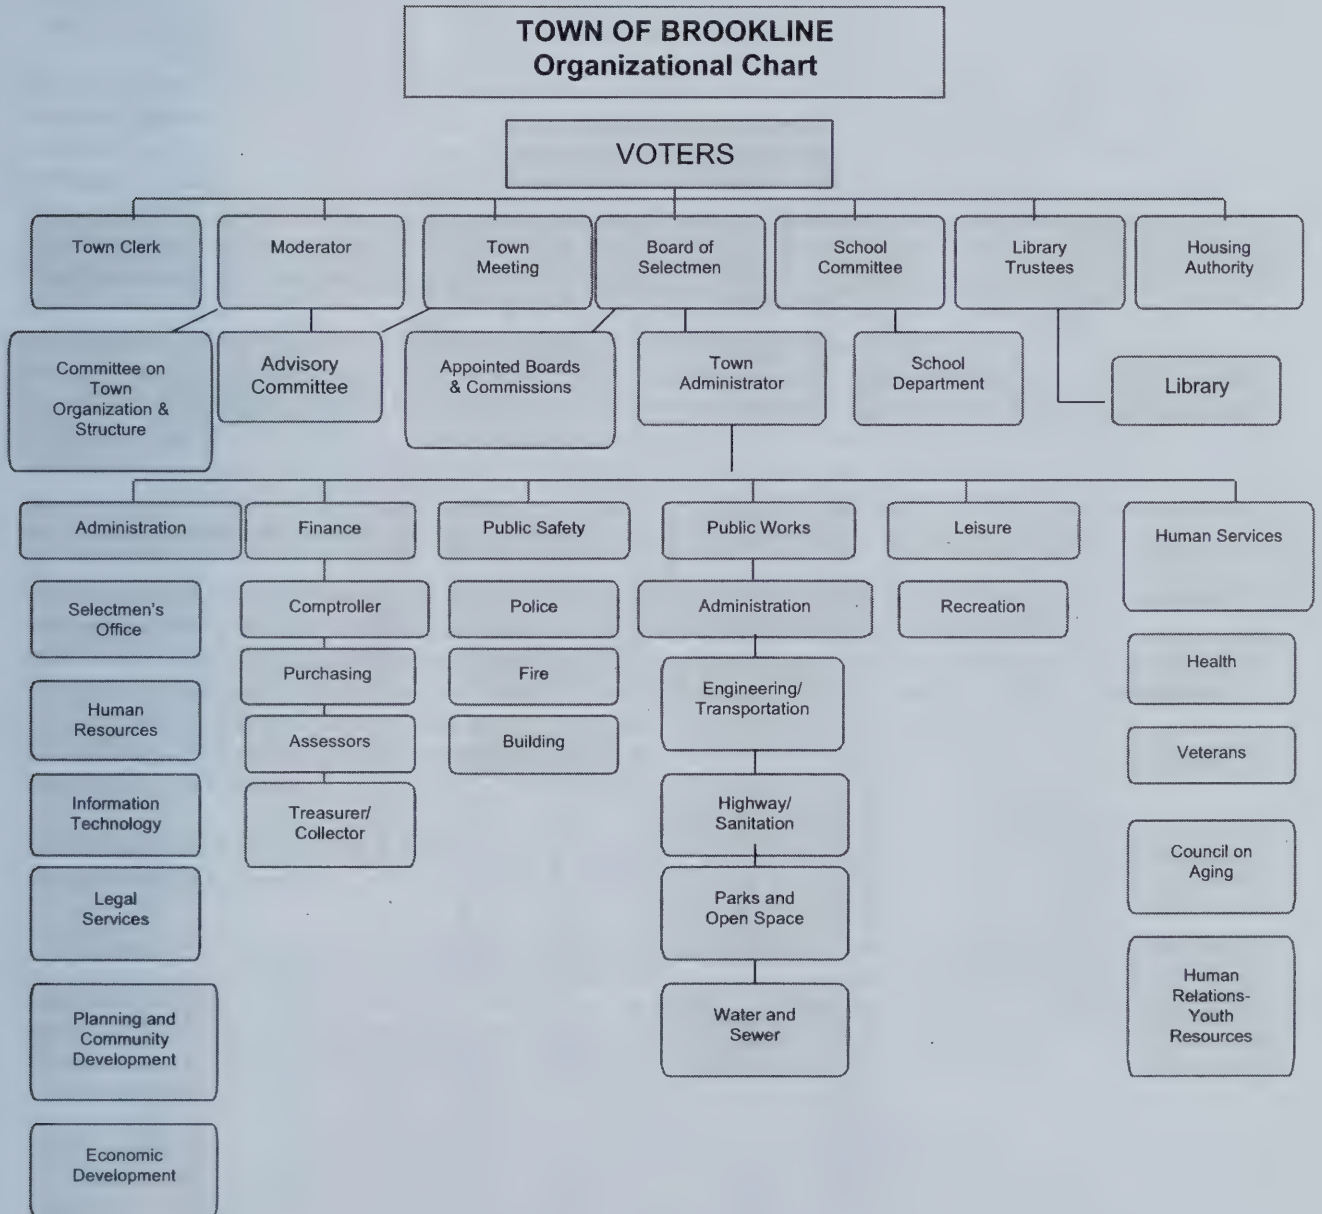 TOWN OF BROOKLINE
Organizational Chart
VOTERS
Town Clerk
Moderator
Town
Meeting
Board of
Selectmen
School
Committee
Library
Trustees
Housing
Authority
Committee on
Town
Organization &
Structure
Advisory
Committee
Appointed Boards
& Commissions
Town
Administrator
School
Department
Library
Administration
Finance
Public Safety
Public Works
Leisure
Human Services
Selectmen's
Office
Human
Resources
Information
Technology
Legal
Services
Planning and
Community
Development
Economic
Development
Comptroller
Purchasing
Assessors
Treasurer/
Collector
Police
Fire
Building
Administration
Engineering/
Transportation
Highway/
Sanitation
Parks and
Open Space
Water and
Sewer
Recreation
Health
Veterans
Council on
Aging
Human
Relations-
Youth
Resources